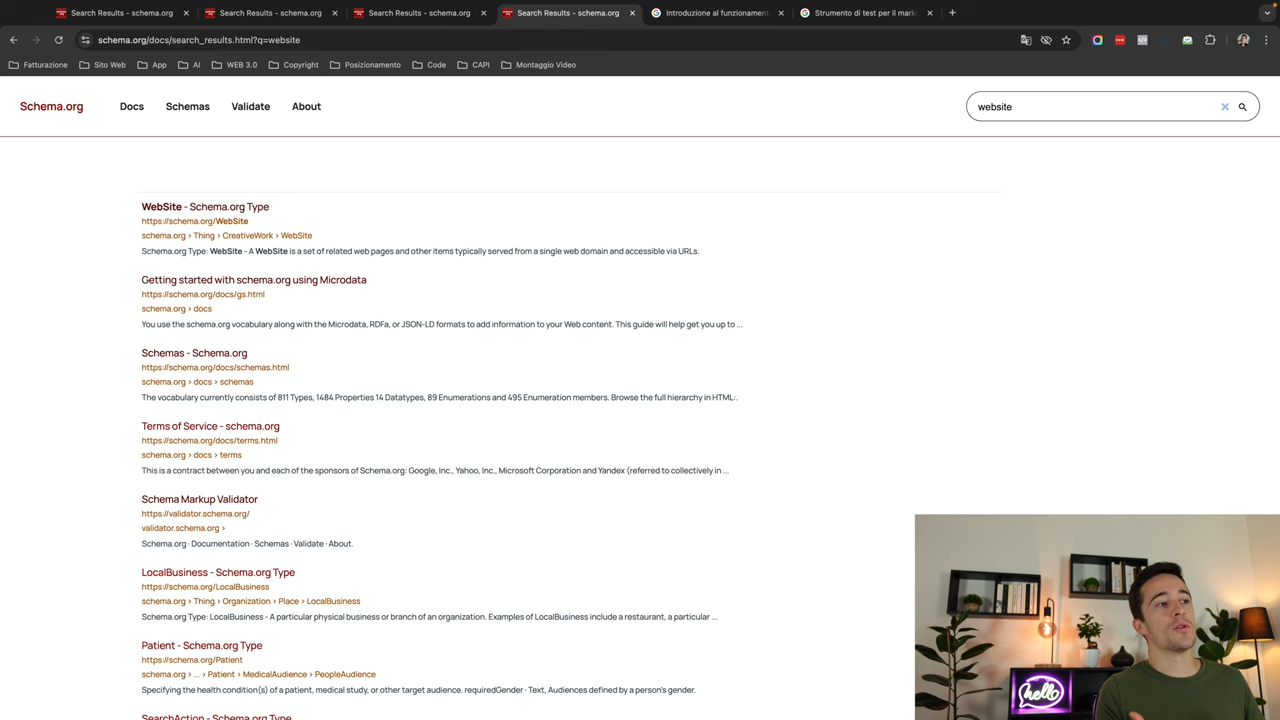 Search Results - schema.org
Search Results - schema.org
Search Results - schema.org
Search Results - schema.org
Introduzione al funzionament
Strumento di test per il mark
schema.org/docs/search_results.html?q=website
Fatturazione
Sito Web
App
AI
WEB 3.0
Copyright
Posizionamento
Code
CAPI
Montaggio Video
Schema.org
Docs
Schemas
Validate
About
website
WebSite - Schema.org Type
https://schema.org/WebSite
schema.org › Thing › CreativeWork › WebSite
Schema.org Type: WebSite - A WebSite is a set of related web pages and other items typically served from a single web domain and accessible via URLs.
Getting started with schema.org using Microdata
https://schema.org/docs/gs.html
schema.org › docs
You use the schema.org vocabulary along with the Microdata, RDFa, or JSON-LD formats to add information to your Web content. This guide will help get you up to ...
Schemas - Schema.org
https://schema.org/docs/schemas.html
schema.org › docs › schemas
The vocabulary currently consists of 811 Types, 1484 Properties 14 Datatypes, 89 Enumerations and 495 Enumeration members. Browse the full hierarchy in HTML:.
Terms of Service - schema.org
https://schema.org/docs/terms.html
schema.org › docs › terms
This is a contract between you and each of the sponsors of Schema.org: Google, Inc., Yahoo, Inc., Microsoft Corporation and Yandex (referred to collectively in ...
Schema Markup Validator
https://validator.schema.org/
validator.schema.org ›
Schema.org · Documentation · Schemas · Validate · About.
LocalBusiness - Schema.org Type
https://schema.org/LocalBusiness
schema.org › Thing › Organization › Place › LocalBusiness
Schema.org Type: LocalBusiness - A particular physical business or branch of an organization. Examples of LocalBusiness include a restaurant, a particular ...
Patient - Schema.org Type
https://schema.org/Patient
schema.org › ... › Patient › MedicalAudience › PeopleAudience
Specifying the health condition(s) of a patient, medical study, or other target audience. requiredGender · Text, Audiences defined by a person's gender.
SearchAction - Schema.org Type
hello